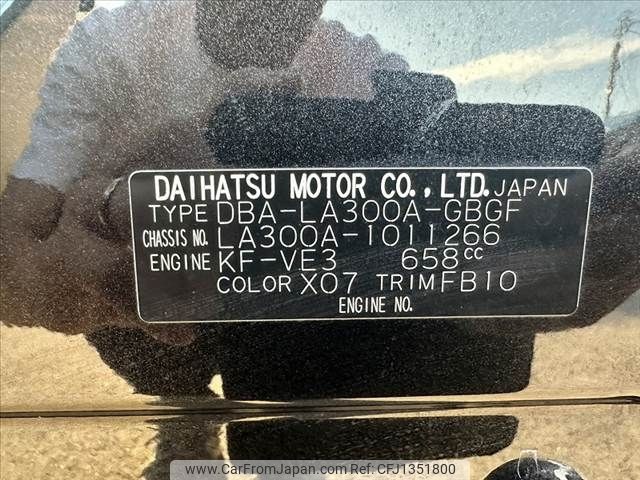 DAIHATSU MOTOR CO., LTD. JAPAN
TYPE DBA-LA300A-GBGF
CHASSIS NO. LA300A-1011266
ENGINE KF-VE3 658cc
COLOR X07 TRIM FB10
ENGINE NO.
www.CarFromJapan.com - CFJ1351800